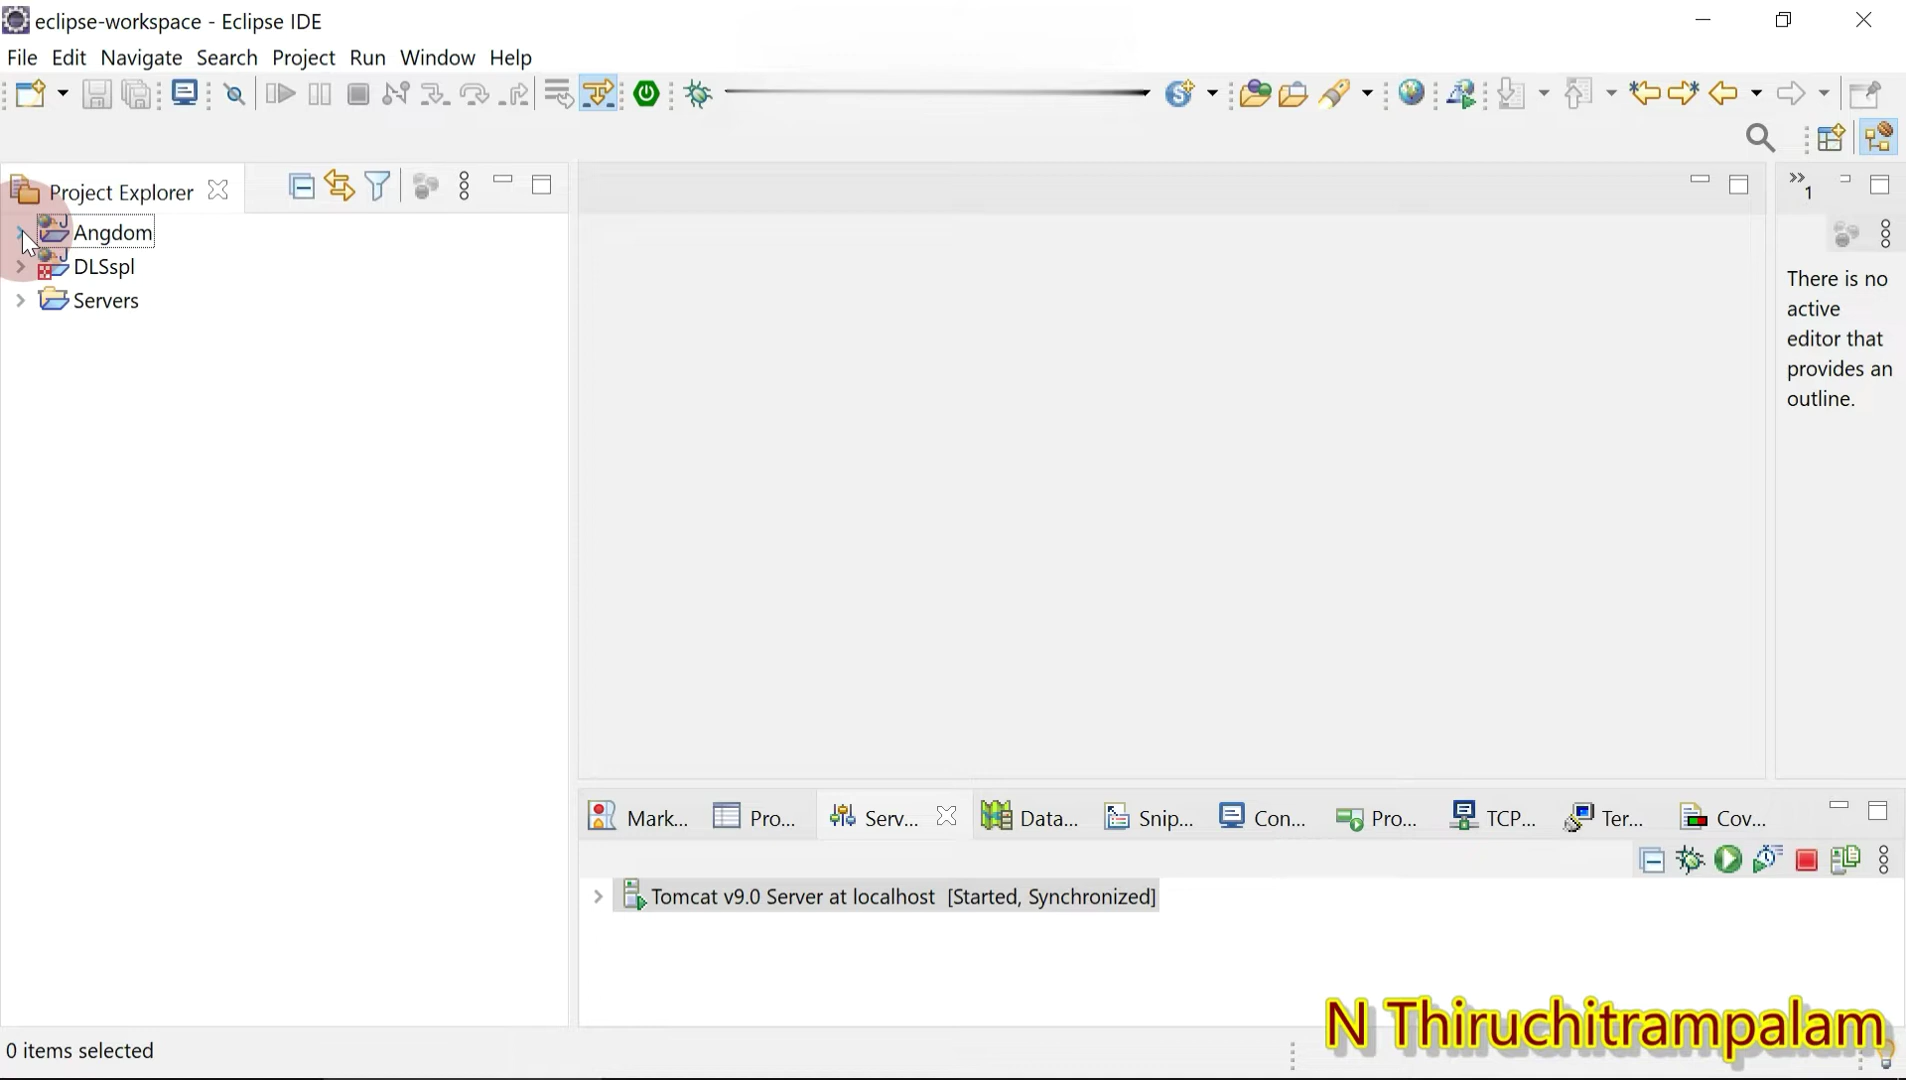 eclipse-workspace - Eclipse IDE
File Edit Navigate Search Project Run Window Help
Project Explorer
Angdom
DLSspl
Servers
1
There is no
active
editor that
provides an
outline.
Mark... Pro... Serv... Data... Snip... Con... Pro... TCP... Ter... Cov...
Tomcat v9.0 Server at localhost [Started, Synchronized]
N Thiruchitrampalam
0 items selected